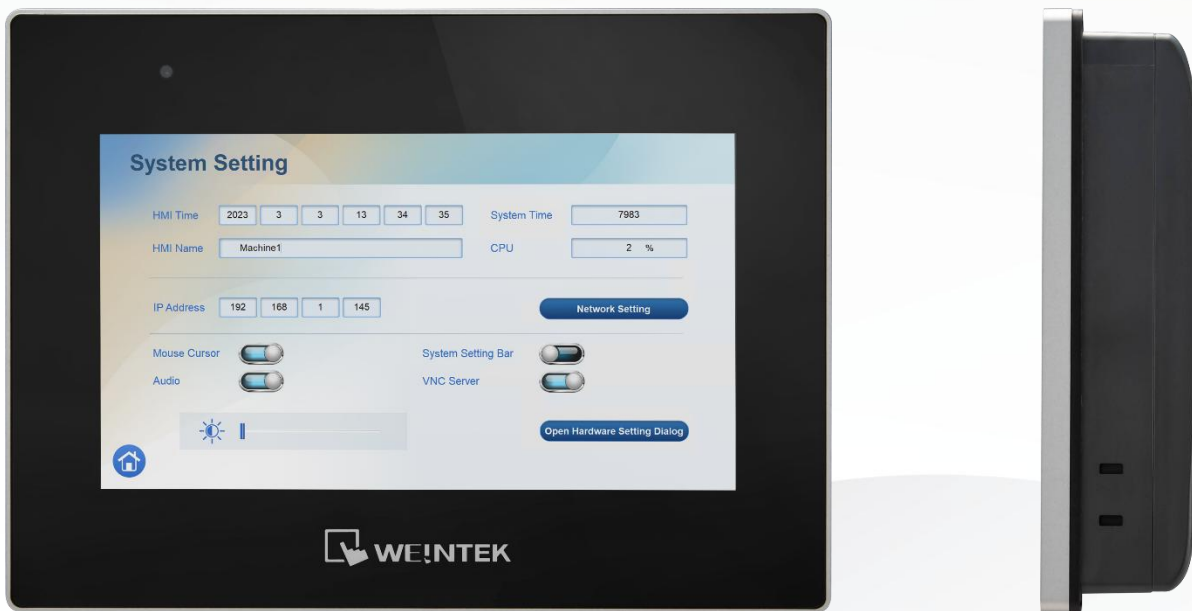 System Setting
HMI Time 2023 3 3 13 34 35 System Time 7983
HMI Name Machine1 CPU 2 %
IP Address 192 168 1 145 Network Setting
Mouse Cursor System Setting Bar
Audio VNC Server
Open Hardware Setting Dialog
WE!NTEK